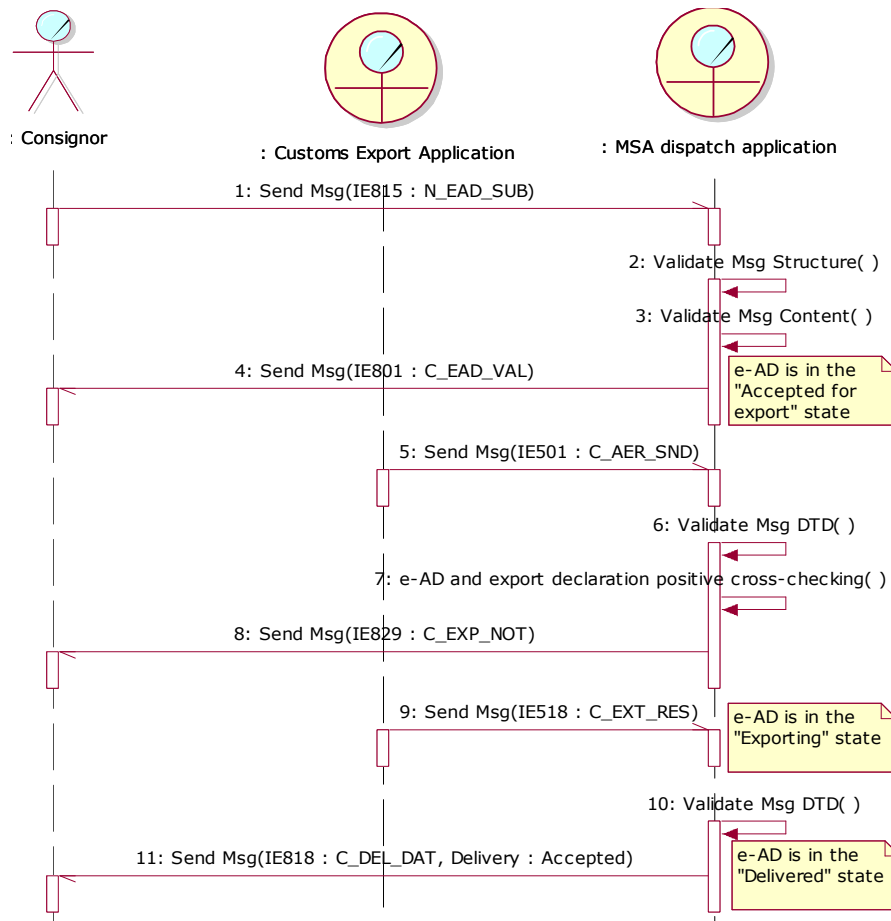 : Consignor
: Customs Export Application
: MSA dispatch application
1: Send Msg(IE815 : N_EAD_SUB)
2: Validate Msg Structure( )
3: Validate Msg Content( )
e-AD is in the
"Accepted for
export" state
4: Send Msg(IE801 : C_EAD_VAL)
5: Send Msg(IE501 : C_AER_SND)
6: Validate Msg DTD( )
7: e-AD and export declaration positive cross-checking( )
8: Send Msg(IE829 : C_EXP_NOT)
9: Send Msg(IE518 : C_EXT_RES)
e-AD is in the
"Exporting" state
10: Validate Msg DTD( )
11: Send Msg(IE818 : C_DEL_DAT, Delivery : Accepted)
e-AD is in the
"Delivered" state